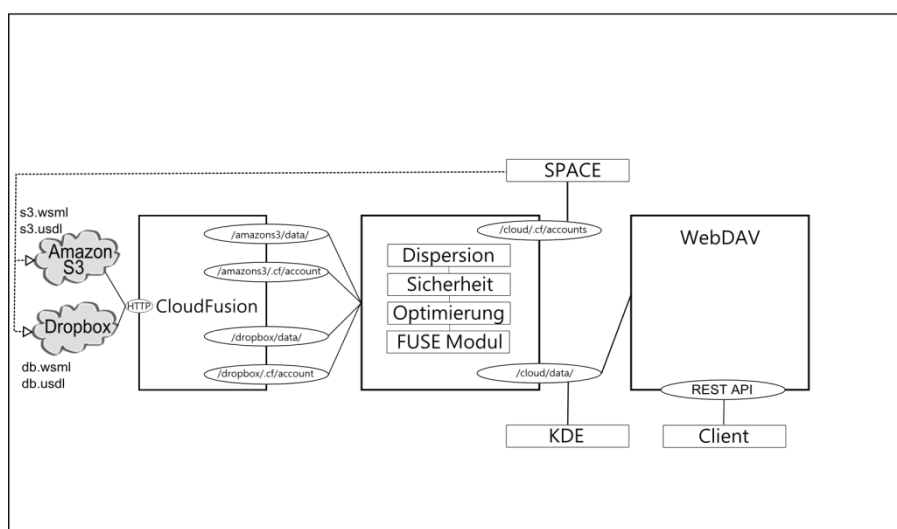 SPACE
s3.wsml
s3.usdl
Amazon
S3
Dropbox
db.wsml
db.usdl
HTTP
CloudFusion
/amazons3/data/
/amazons3/.cf/account
/dropbox/data/
/dropbox/.cf/account
Dispersion
Sicherheit
Optimierung
FUSE Modul
/cloud/.cf/accounts
/cloud/data/
KDE
WebDAV
REST API
Client